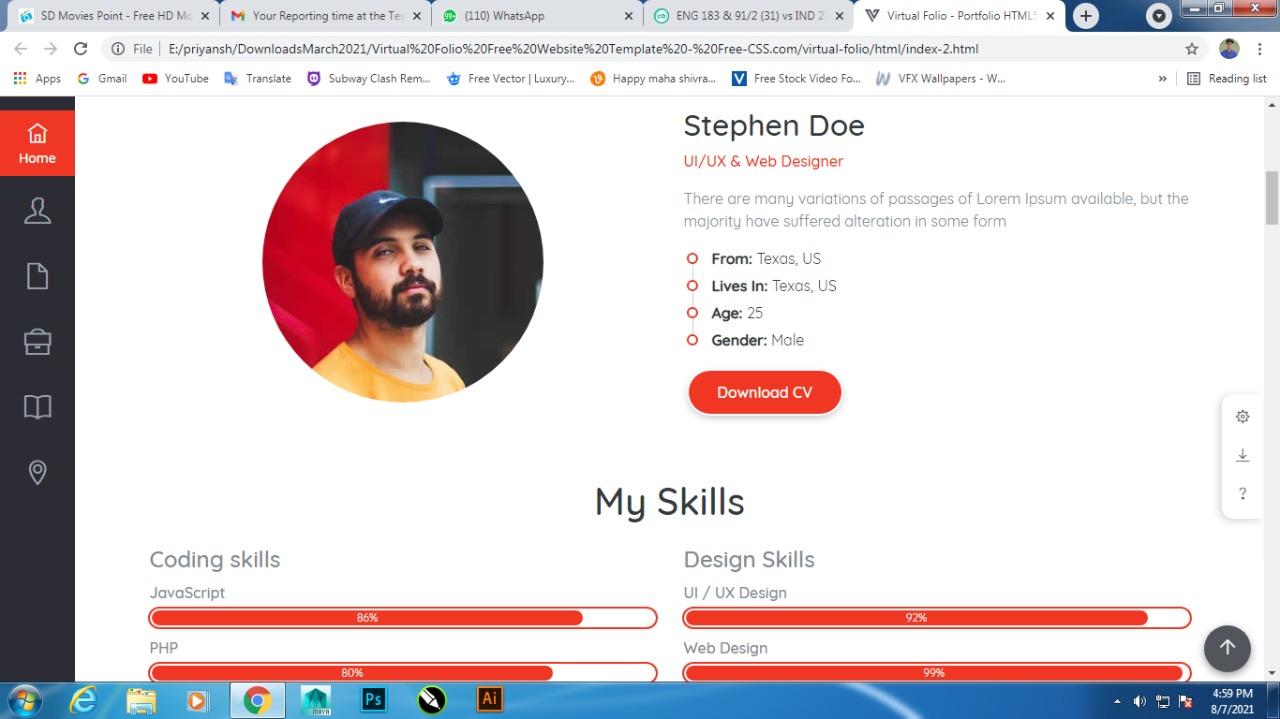 SD Movies Point - Free HD Mo
Your Reporting time at the Tes
99+ (110) WhatsApp
ENG 183 & 91/2 (31) vs IND 27
Virtual Folio - Portfolio HTML5
File | E:/priyansh/DownloadsMarch2021/Virtual%20Folio%20Free%20Website%20Template%20-%20Free-CSS.com/virtual-folio/html/index-2.html
Apps Gmail YouTube Translate Subway Clash Rem... Free Vector | Luxury... Happy maha shivra... Free Stock Video Fo... VFX Wallpapers - W... » Reading list
Home
Stephen Doe
UI/UX & Web Designer
There are many variations of passages of Lorem Ipsum available, but the
majority have suffered alteration in some form
From: Texas, US
Lives In: Texas, US
Age: 25
Gender: Male
Download CV
?
My Skills
Coding skills
JavaScript
86%
PHP
80%
Design Skills
UI / UX Design
92%
Web Design
99%
MAYA
Ps
Ai
4:59 PM
8/7/2021